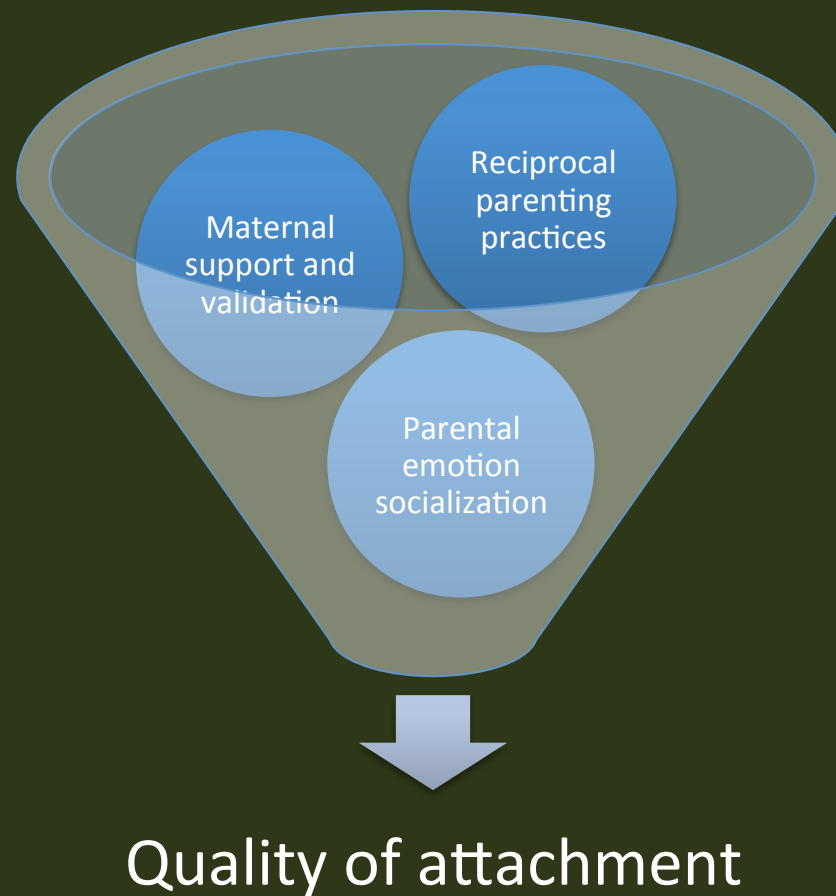 Reciprocal
parenting
practices
Maternal
support and
validation
Parental
emotion
socialization
Quality of attachment